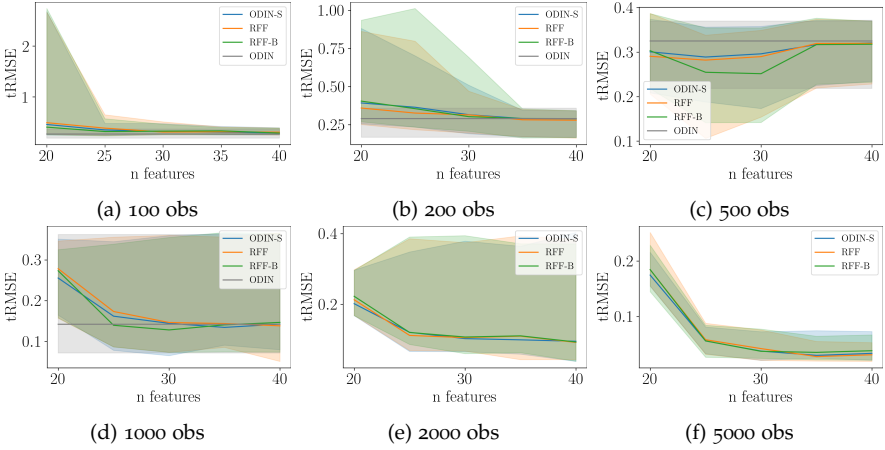 ODIN-S
RFF
RFF-B
ODIN
tRMSE
2
1
20
25
30
35
40
n features
(a) 100 obs
ODIN-S
RFF
RFF-B
ODIN
tRMSE
1.00
0.75
0.50
0.25
20
30
40
n features
(b) 200 obs
ODIN-S
RFF
RFF-B
ODIN
tRMSE
0.4
0.3
0.2
0.1
20
30
40
n features
(c) 500 obs
ODIN-S
RFF
RFF-B
ODIN
tRMSE
0.3
0.2
0.1
20
30
40
n features
(d) 1000 obs
ODIN-S
RFF
RFF-B
tRMSE
0.4
0.2
20
30
40
n features
(e) 2000 obs
ODIN-S
RFF
RFF-B
tRMSE
0.2
0.1
20
30
40
n features
(f) 5000 obs